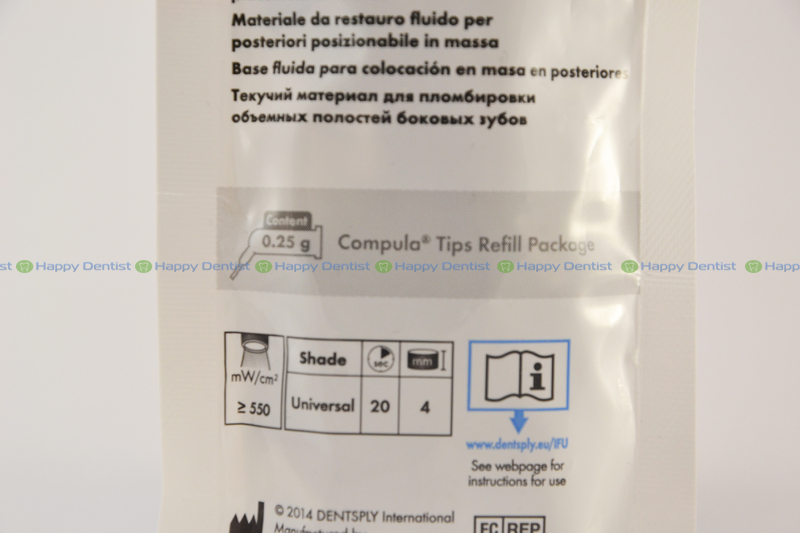 Materiale da restauro fluido per
posteriori posizionabile in massa
Base fluida para colocación en masa en posteriores
Текучий материал для пломбировки
объемных полостей боковых зубов
Content
0.25 g
Compula® Tips Refill Package
Happy Dentist Happy Dentist Happy Dentist Happy Dentist Happy Dentist Happy Dentist
mW/cm²
≥ 550
Shade sec mm
Universal 20 4
i
www.dentsply.eu/IFU
See webpage for
instructions for use
© 2014 DENTSPLY International
Manufactured by
EC REP